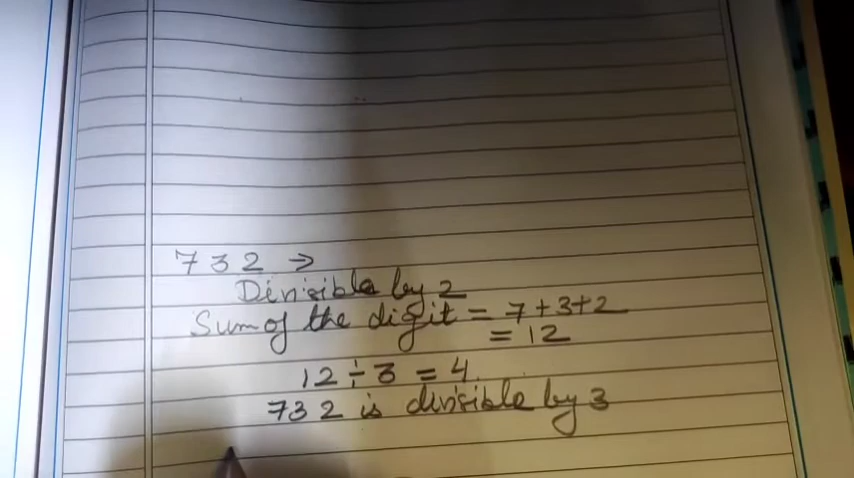 732 →
Divisible by 2
Sum of the digit = 7+3+2
= 12
12 ÷ 3 = 4
732 is divisible by 3